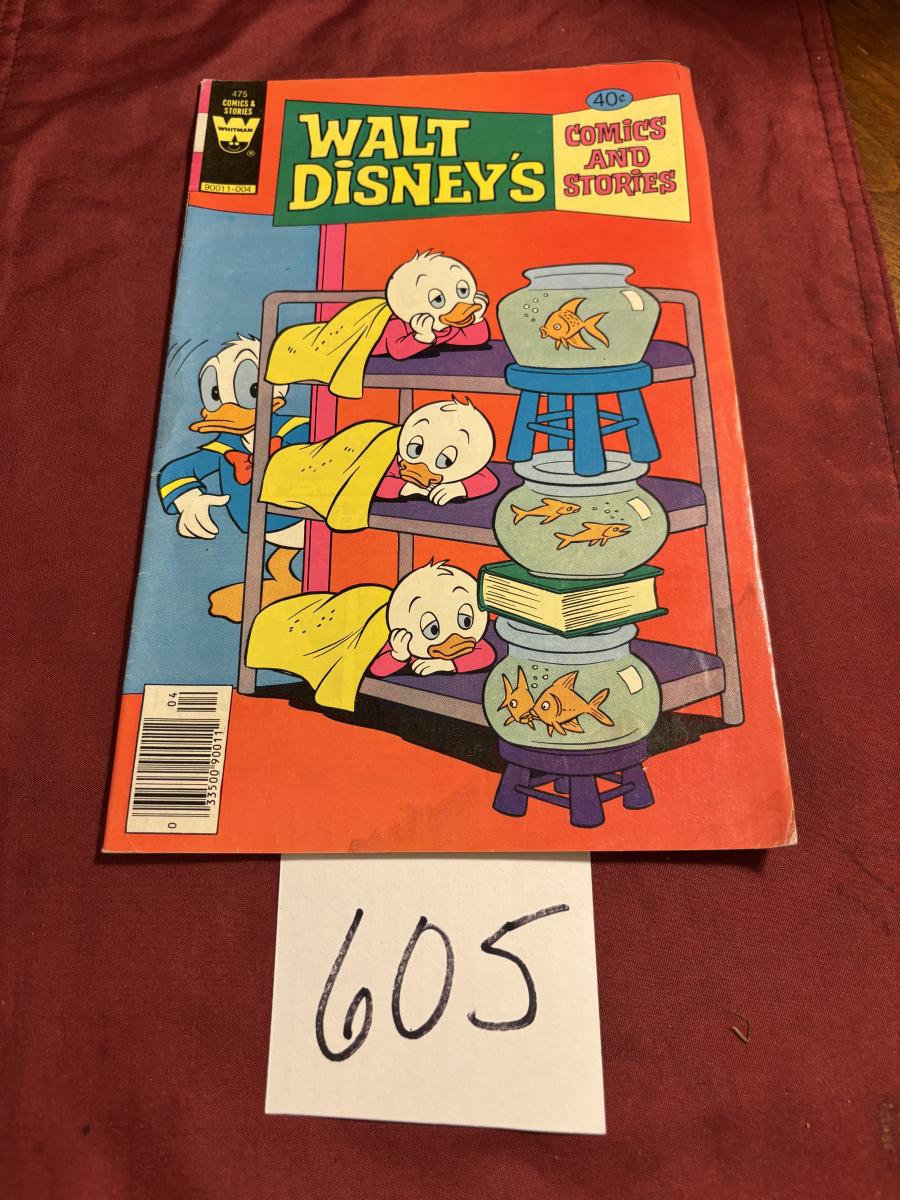 475
COMICS &
STORIES
WHITMAN
®
90011-004
40¢
WALT
DISNEY'S
COMICS
AND
STORIES
04
0
33500 90011
605